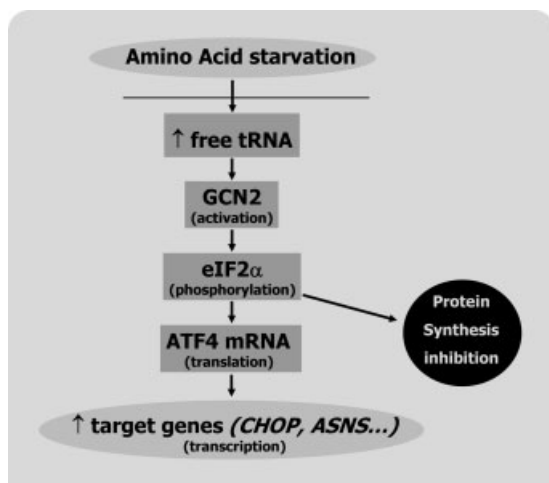 Amino Acid starvation
↑ free tRNA
GCN2
(activation)
eIF2α
(phosphorylation)
Protein
Synthesis
inhibition
ATF4 mRNA
(translation)
↑ target genes (CHOP, ASNS...)
(transcription)